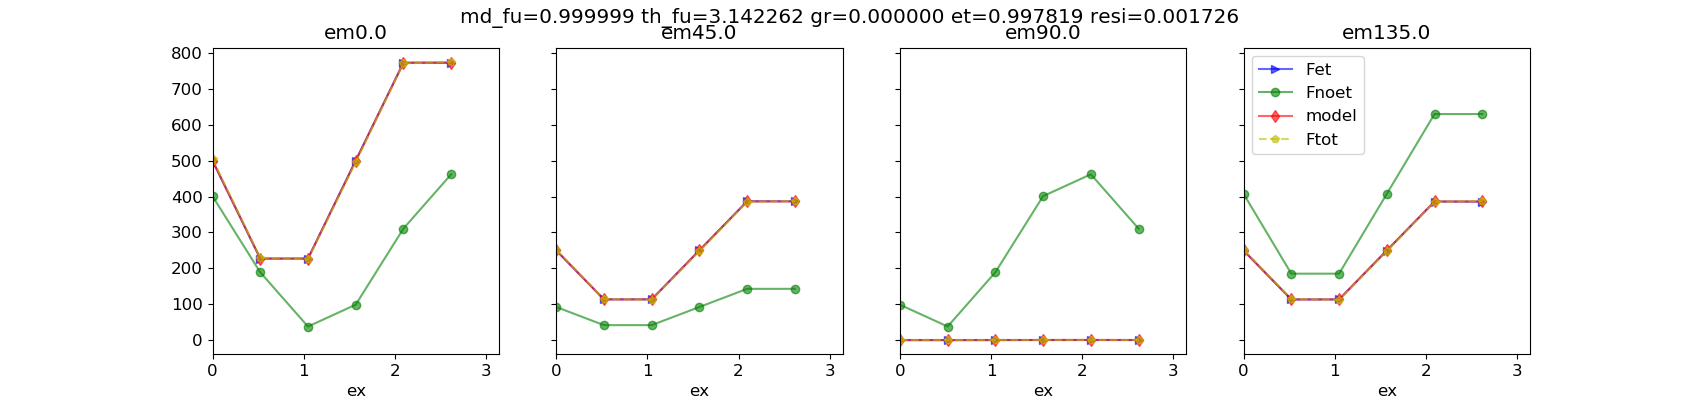 md_fu=0.999999 th_fu=3.142262 gr=0.000000 et=0.997819 resi=0.001726
em0.0
em45.0
em90.0
em135.0
800
700
600
500
400
300
200
100
0
Fet
Fnoet
model
Ftot
0 1 2 3
0 1 2 3
0 1 2 3
0 1 2 3
ex
ex
ex
ex